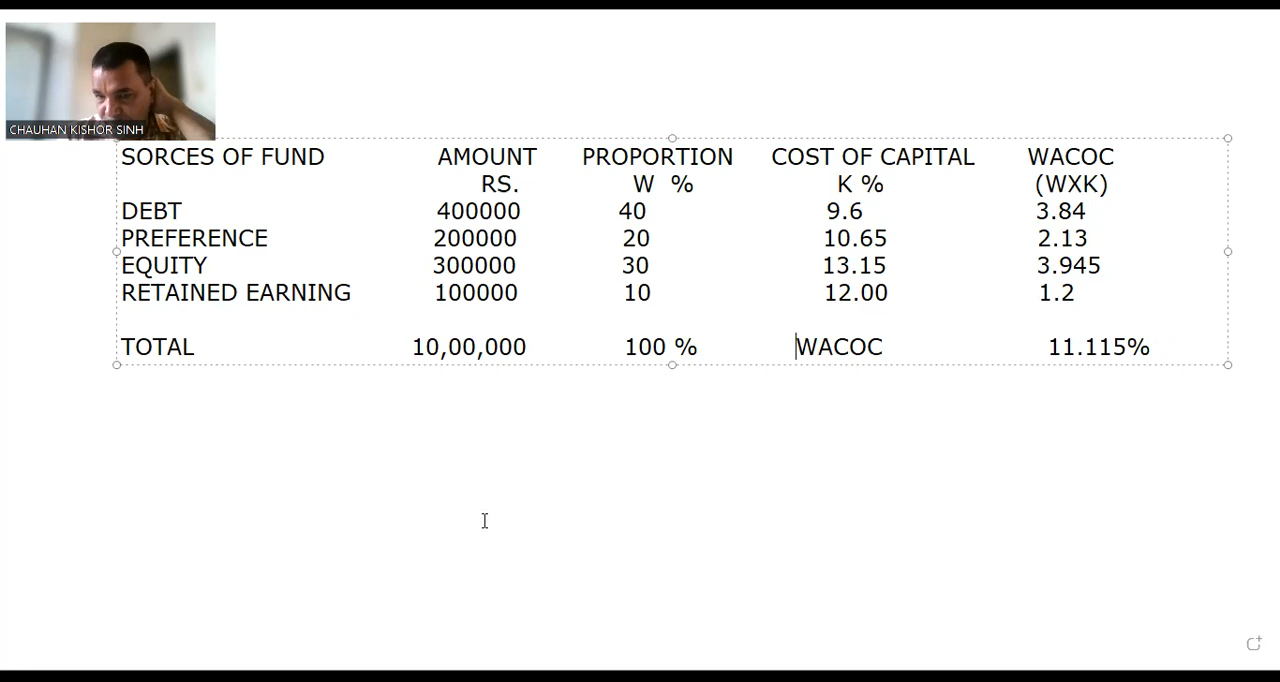 CHAUHAN KISHOR SINH
SORCES OF FUND AMOUNT PROPORTION COST OF CAPITAL WACOC
RS. W % K % (WXK)
DEBT 400000 40 9.6 3.84
PREFERENCE 200000 20 10.65 2.13
EQUITY 300000 30 13.15 3.945
RETAINED EARNING 100000 10 12.00 1.2
TOTAL 10,00,000 100 % WACOC 11.115%